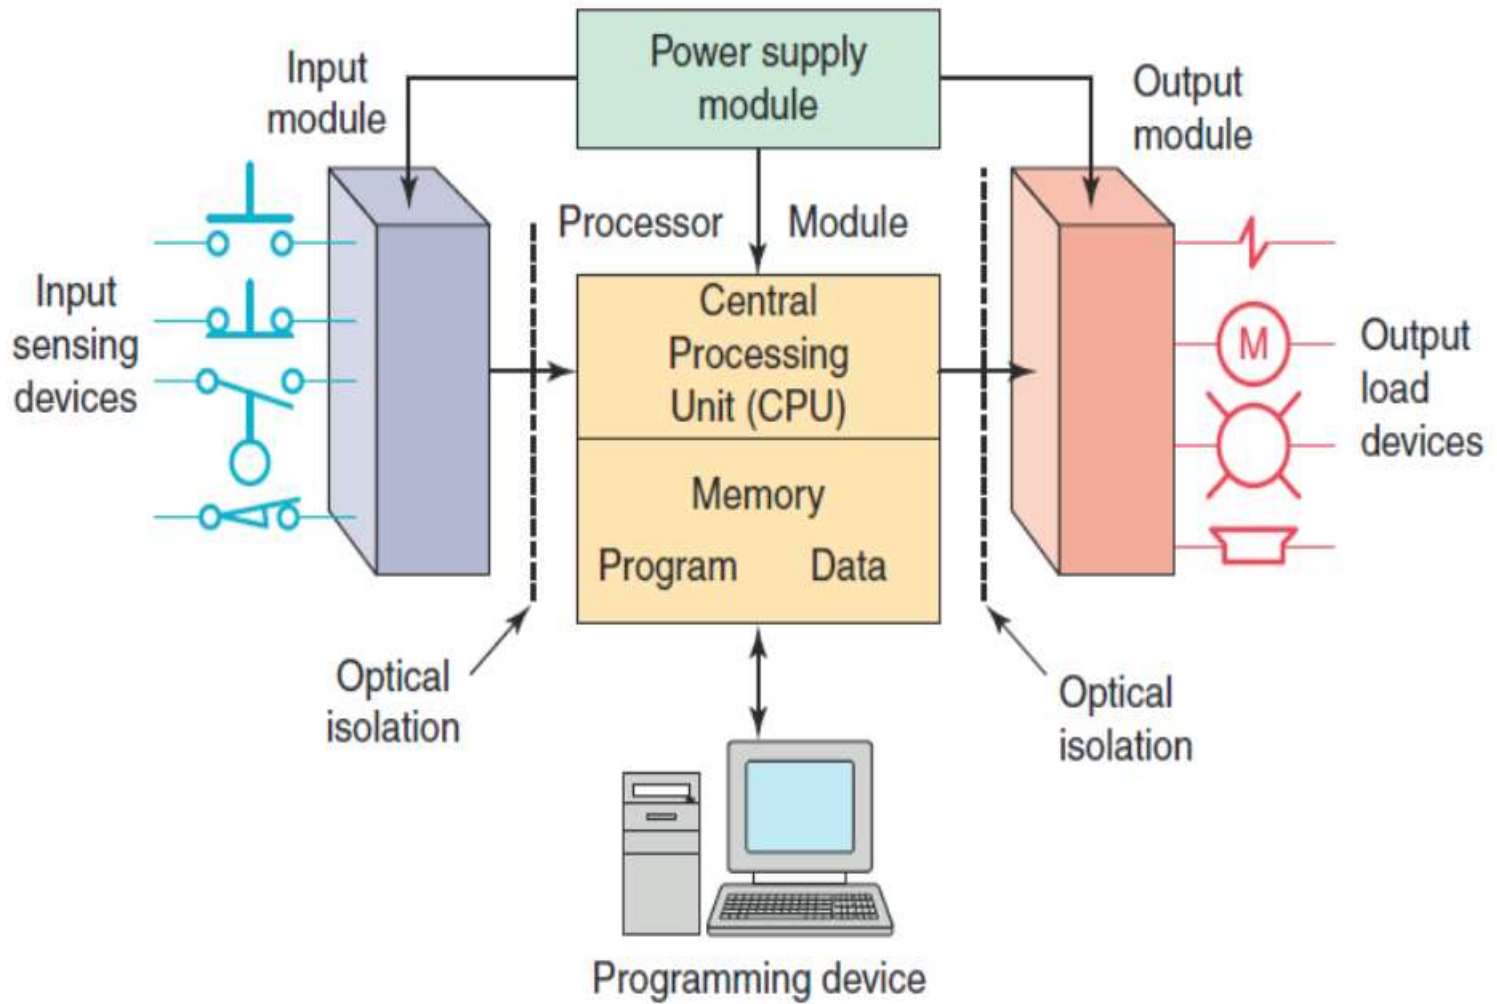 Power supply
module
Input
module
Output
module
Processor Module
Input
sensing
devices
Central
Processing
Unit (CPU)
Memory
Program Data
M
Output
load
devices
Optical
isolation
Optical
isolation
Programming device